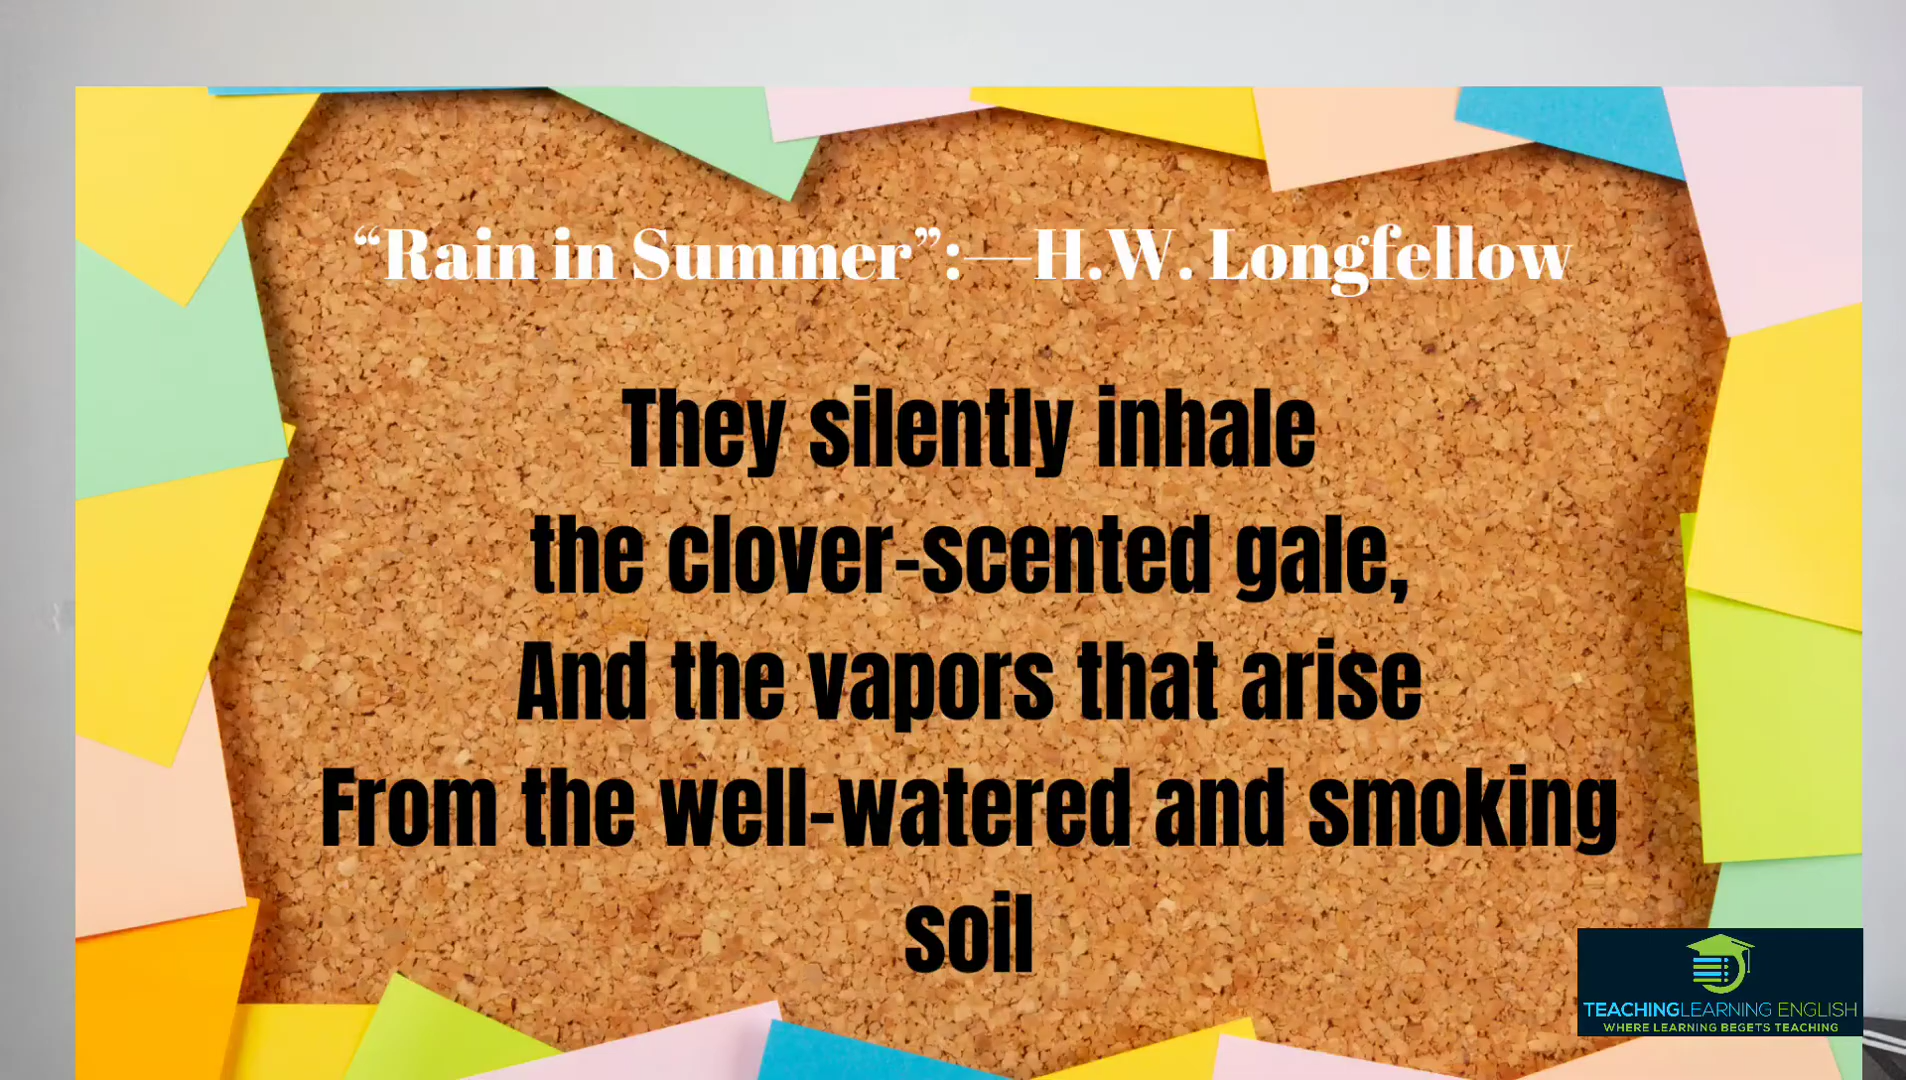 “Rain in Summer”:—H.W. Longfellow
They silently inhale
the clover-scented gale,
And the vapors that arise
From the well-watered and smoking
soil
TEACHINGLEARNING ENGLISH
WHERE LEARNING BEGETS TEACHING